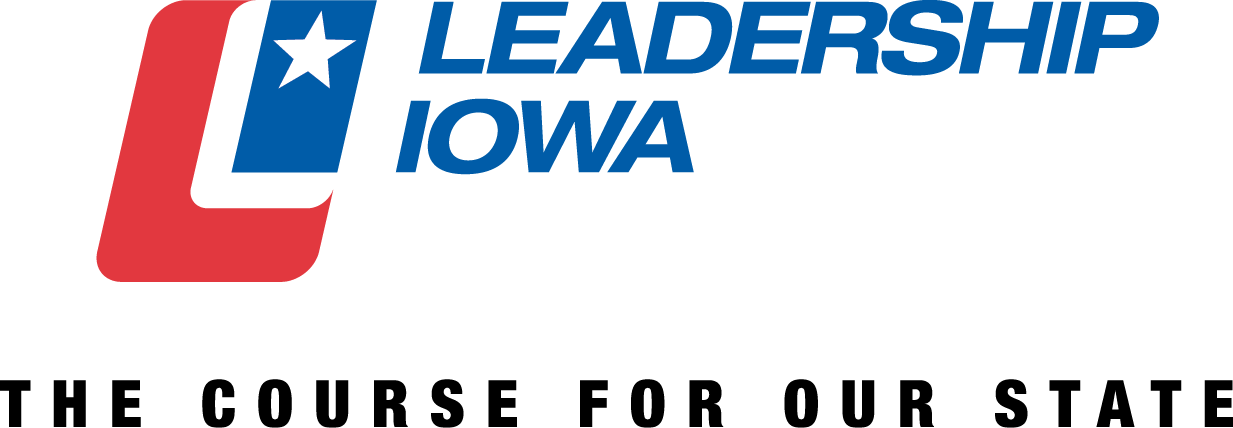 LEADERSHIP
IOWA
THE COURSE FOR OUR STATE